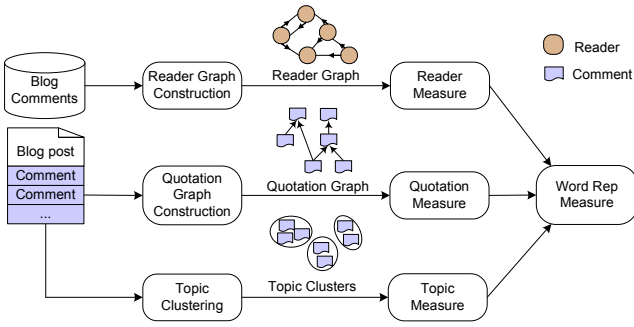 Reader
Comment
Blog
Comments
Reader Graph
Construction
Reader Graph
Reader
Measure
Blog post
Comment
Comment
...
Quotation
Graph
Construction
Quotation Graph
Quotation
Measure
Word Rep
Measure
Topic
Clustering
Topic Clusters
Topic
Measure